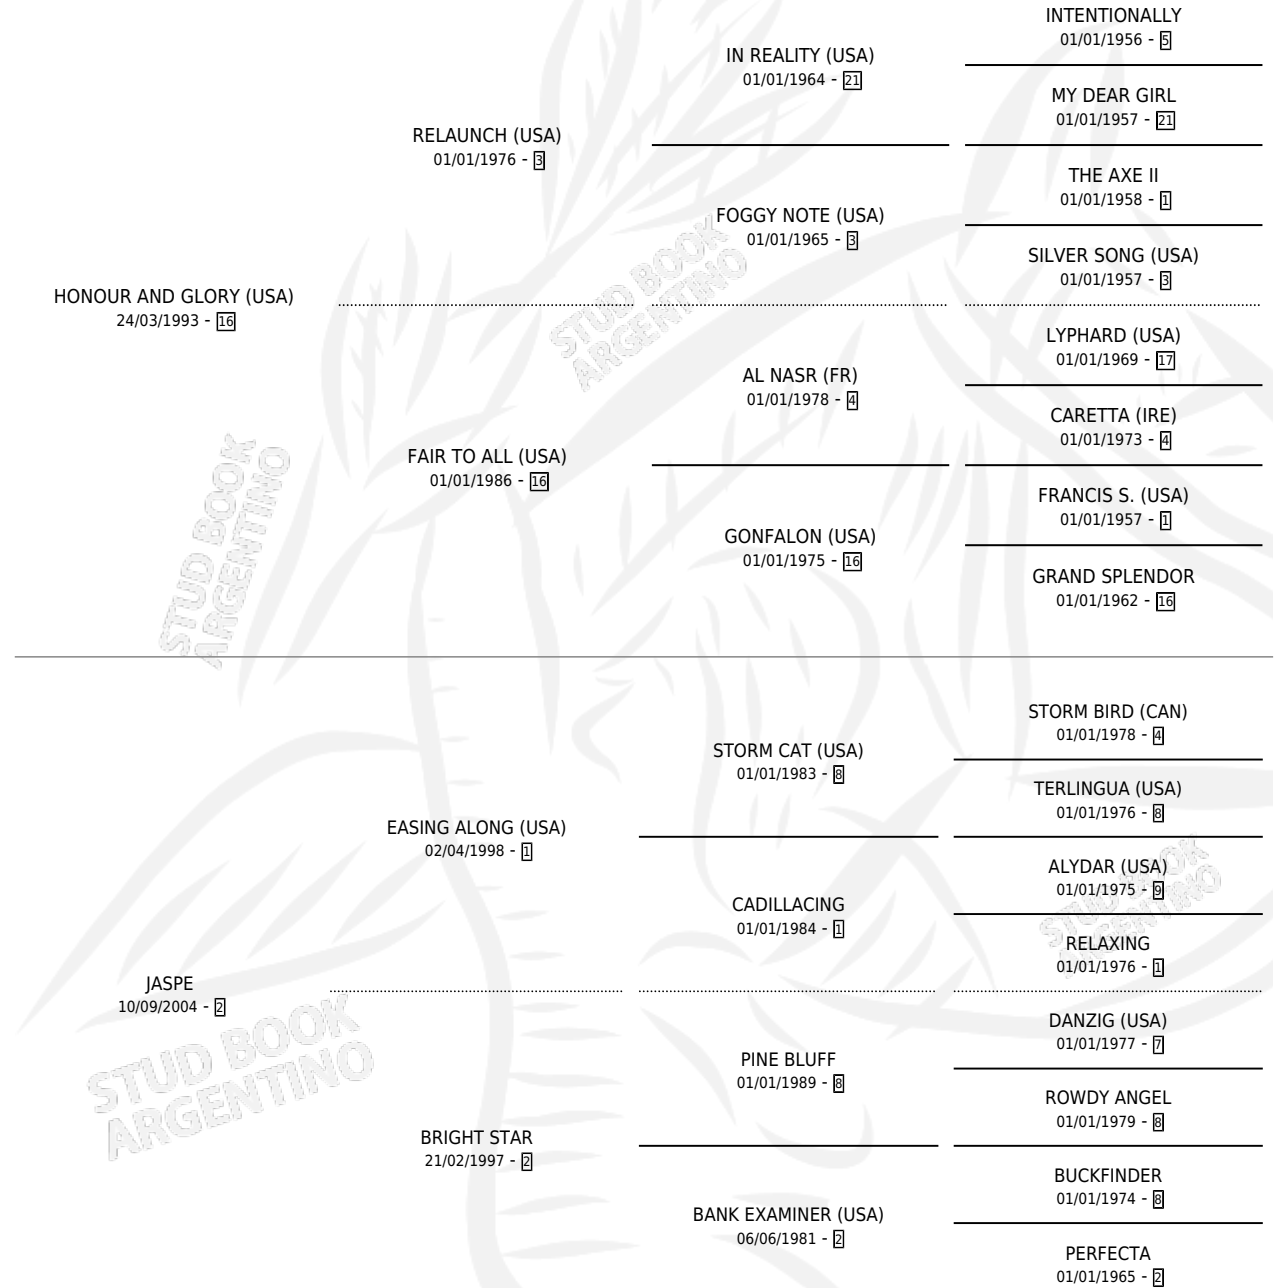 INTENTIONALLY
01/01/1956 - 5
IN REALITY (USA)
01/01/1964 - 21
MY DEAR GIRL
01/01/1957 - 21
RELAUNCH (USA)
01/01/1976 - 3
THE AXE II
01/01/1958 - 1
FOGGY NOTE (USA)
01/01/1965 - 3
SILVER SONG (USA)
01/01/1957 - 3
HONOUR AND GLORY (USA)
24/03/1993 - 16
STUD BOOK
ARGENTINO
LYPHARD (USA)
01/01/1969 - 17
AL NASR (FR)
01/01/1978 - 4
CARETTA (IRE)
01/01/1973 - 4
FAIR TO ALL (USA)
01/01/1986 - 16
FRANCIS S. (USA)
01/01/1957 - 1
GONFALON (USA)
01/01/1975 - 16
GRAND SPLENDOR
01/01/1962 - 16
STUD BOOK
ARGENTINO
STORM BIRD (CAN)
01/01/1978 - 4
STORM CAT (USA)
01/01/1983 - 8
TERLINGUA (USA)
01/01/1976 - 8
EASING ALONG (USA)
02/04/1998 - 1
ALYDAR (USA)
01/01/1975 - 9
CADILLACING
01/01/1984 - 1
RELAXING
01/01/1976 - 1
STUD BOOK
ARGENTINO
JASPE
10/09/2004 - 2
DANZIG (USA)
01/01/1977 - 7
PINE BLUFF
01/01/1989 - 8
ROWDY ANGEL
01/01/1979 - 8
STUD BOOK
ARGENTINO
BRIGHT STAR
21/02/1997 - 2
BUCKFINDER
01/01/1974 - 8
BANK EXAMINER (USA)
06/06/1981 - 2
PERFECTA
01/01/1965 - 2